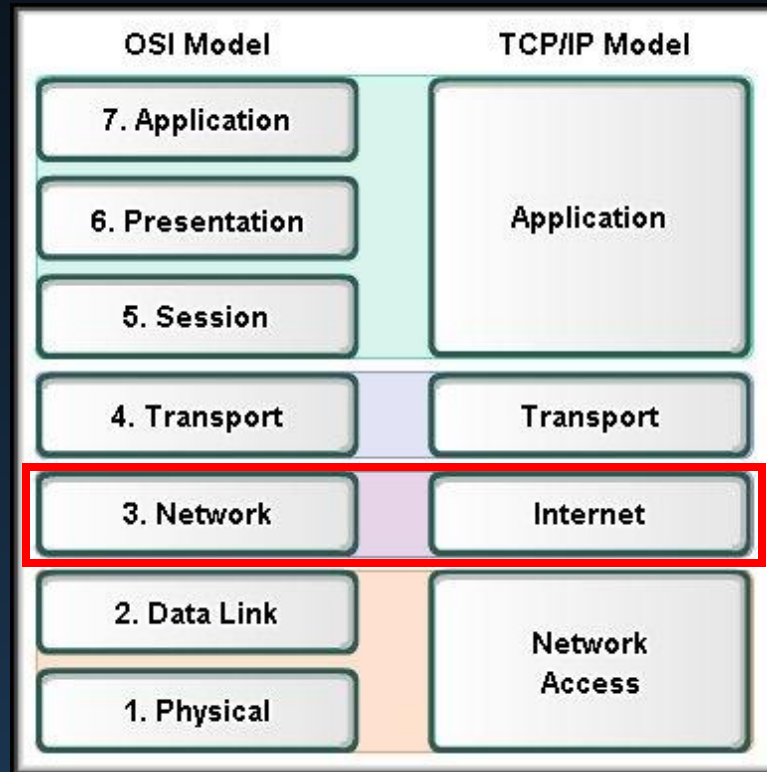 OSI Model
TCP/IP Model
7. Application
6. Presentation
5. Session
Application
4. Transport
Transport
3. Network
Internet
2. Data Link
1. Physical
Network
Access